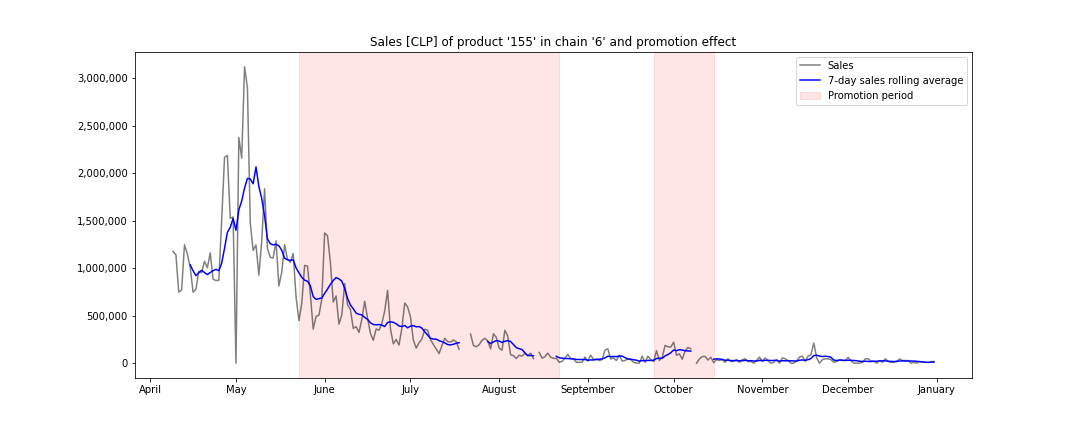 Sales [CLP] of product '155' in chain '6' and promotion effect
Sales
7-day sales rolling average
Promotion period
3,000,000
2,500,000
2,000,000
1,500,000
1,000,000
500,000
0
April May June July August September October November December January